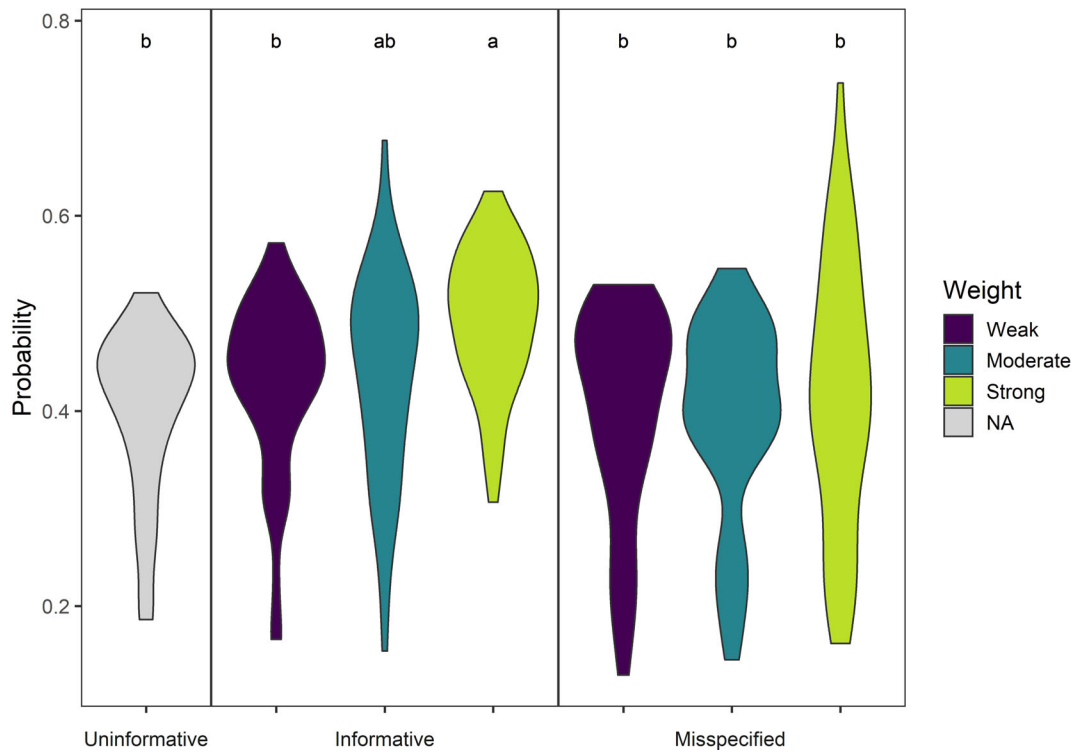 0.8
b
b
ab
a
b
b
b
0.6
0.4
0.2
Probability
Weight
Weak
Moderate
Strong
NA
Uninformative
Informative
Misspecified